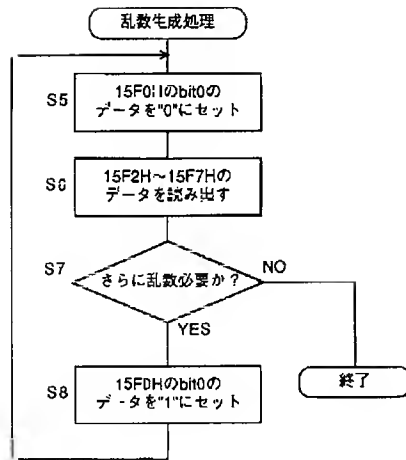 乱数生成処理
S5
15F0Hのbit0の
データを"0"にセット
S6
15F2H～15F7Hの
データを読み出す
S7
さらに乱数必要か？
NO
YES
S8
15F0Hのbit0の
データを"1"にセット
終了